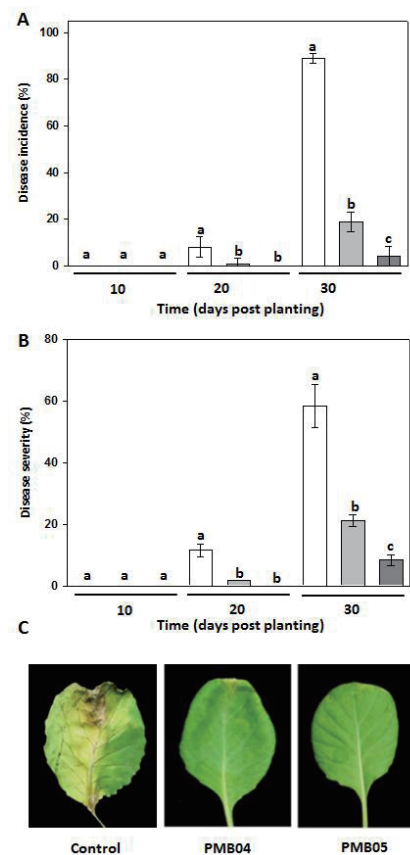 A
Disease incidence (%)
100
80
60
40
20
0
a a a
a b b
a b c
10 20 30
Time (days post planting)
B
Disease severity (%)
80
60
40
20
0
a a a
a b b
a b c
10 20 30
Time (days post planting)
C
Control PMB04 PMB05